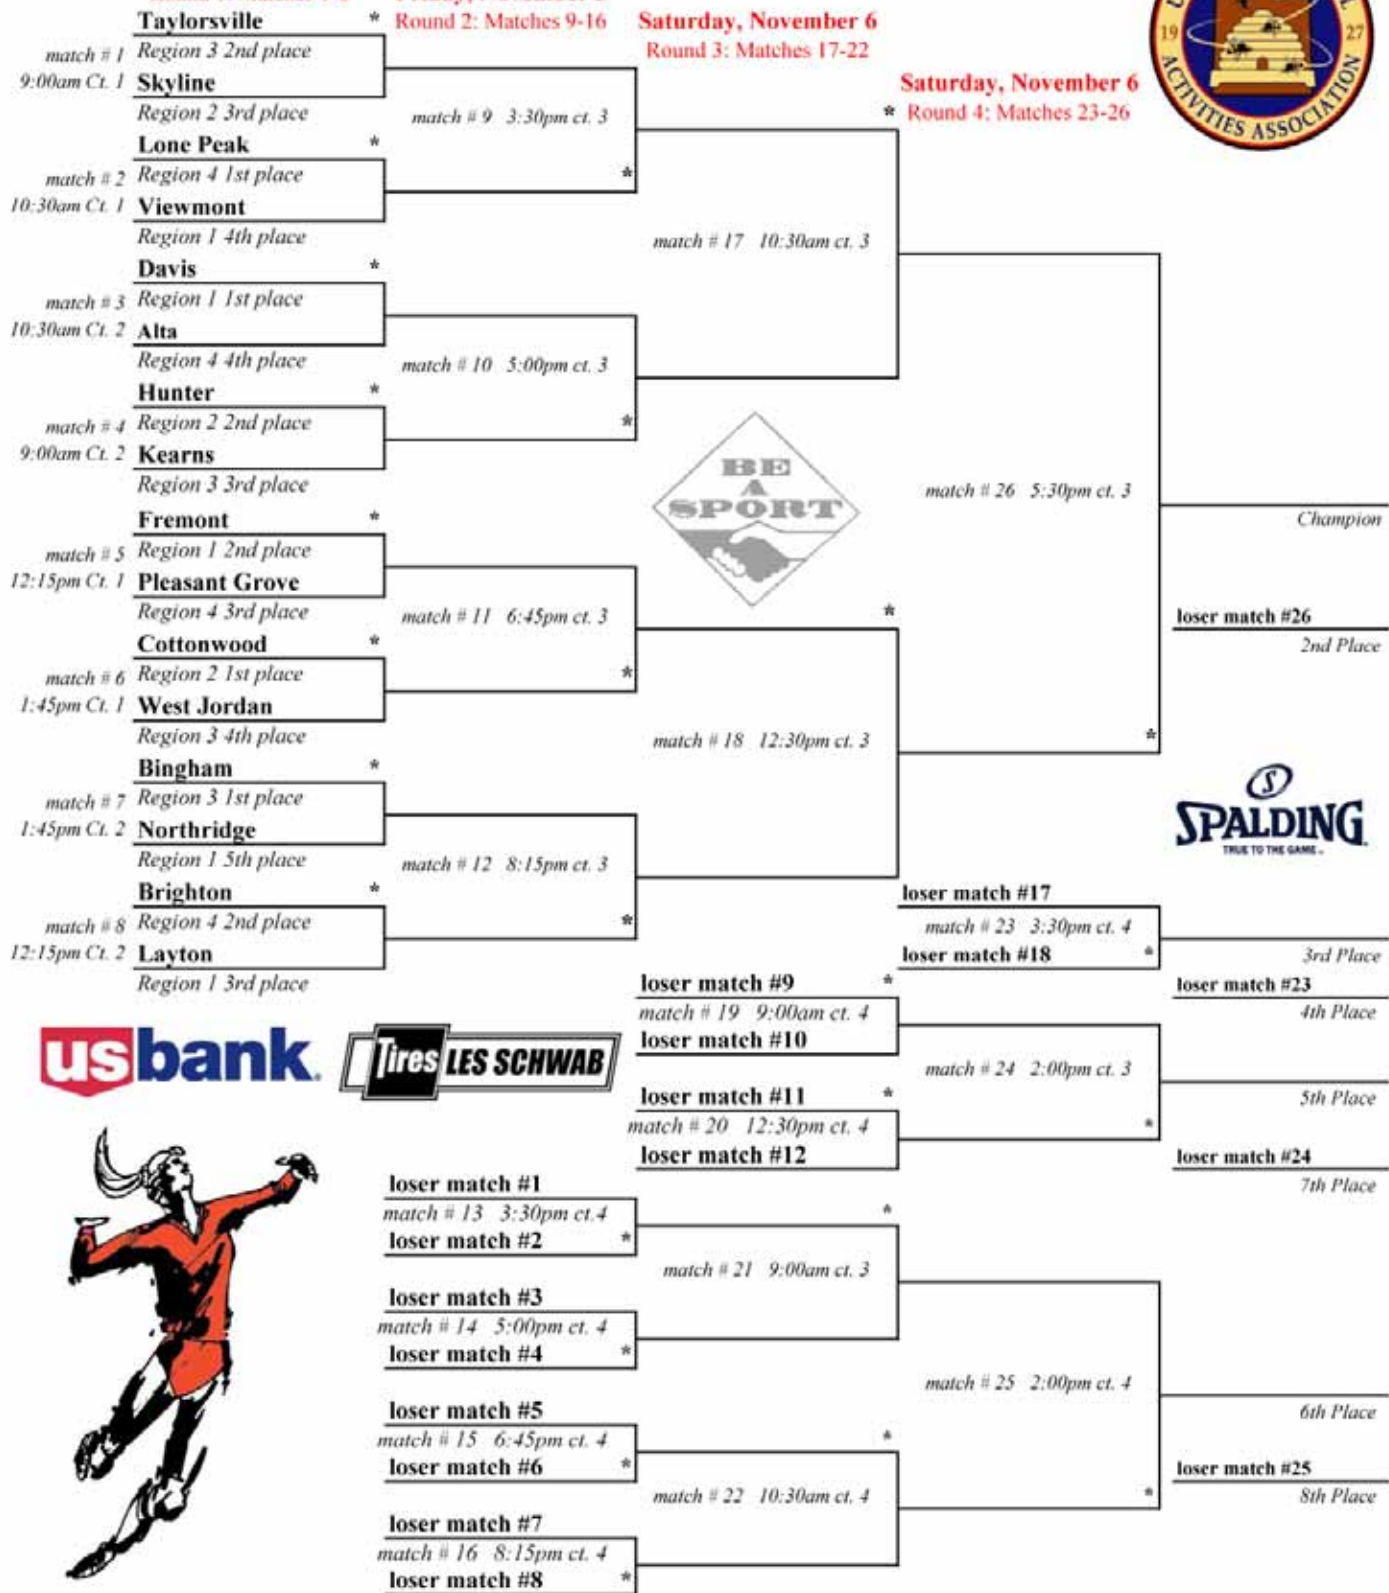 Taylorsville *
Round 2: Matches 9-16
Saturday, November 6
Round 3: Matches 17-22
match # 1 Region 3 2nd place
9:00am Ct. 1 Skyline
Region 2 3rd place
match # 9 3:30pm ct. 3
Lone Peak *
match # 2 Region 4 1st place
10:30am Ct. 1 Viewmont
Region 1 4th place
*
Davis *
match # 3 Region 1 1st place
10:30am Ct. 2 Alta
Region 4 4th place
match # 10 5:00pm ct. 3
Hunter *
match # 4 Region 2 2nd place
9:00am Ct. 2 Kearns
Region 3 3rd place
*
Fremont *
match # 5 Region 1 2nd place
12:15pm Ct. 1 Pleasant Grove
Region 4 3rd place
match # 11 6:45pm ct. 3
Cottonwood *
match # 6 Region 2 1st place
1:45pm Ct. 1 West Jordan
Region 3 4th place
*
Bingham *
match # 7 Region 3 1st place
1:45pm Ct. 2 Northridge
Region 1 5th place
match # 12 8:15pm ct. 3
Brighton *
match # 8 Region 4 2nd place
12:15pm Ct. 2 Layton
Region 1 3rd place
*
Saturday, November 6
* Round 4: Matches 23-26
19 27
ACTIVITIES ASSOCIATION
match # 17 10:30am ct. 3
BE
A
SPORT
match # 26 5:30pm ct. 3
Champion
*
loser match #26
2nd Place
match # 18 12:30pm ct. 3
*
S
SPALDING
TRUE TO THE GAME
loser match #17
match # 23 3:30pm ct. 4
loser match #18 *
3rd Place
loser match #23
4th Place
loser match #9 *
match # 19 9:00am ct. 4
loser match #10
match # 24 2:00pm ct. 3
5th Place
loser match #11 *
match # 20 12:30pm ct. 4
loser match #12
*
loser match #24
7th Place
usbank.
Tires LES SCHWAB
loser match #1
match # 13 3:30pm ct.4
loser match #2 *
*
match # 21 9:00am ct. 3
loser match #3
match # 14 5:00pm ct. 4
loser match #4 *
match # 25 2:00pm ct. 4
6th Place
loser match #5
match # 15 6:45pm ct. 4
loser match #6 *
*
match # 22 10:30am ct. 4
*
loser match #25
8th Place
loser match #7
match # 16 8:15pm ct. 4
loser match #8 *